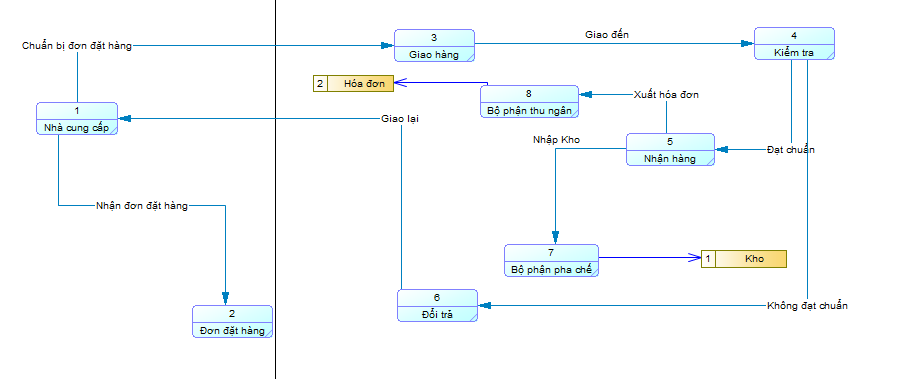 Chuẩn bị đơn đặt hàng
3
Giao hàng
Giao đến
4
Kiểm tra
2 Hóa đơn
8
Bộ phận thu ngân
Xuất hóa đơn
1
Nhà cung cấp
Giao lại
Nhập Kho
5
Nhận hàng
Đạt chuẩn
Nhận đơn đặt hàng
7
Bộ phận pha chế
1 Kho
6
Đổi trả
Không đạt chuẩn
2
Đơn đặt hàng